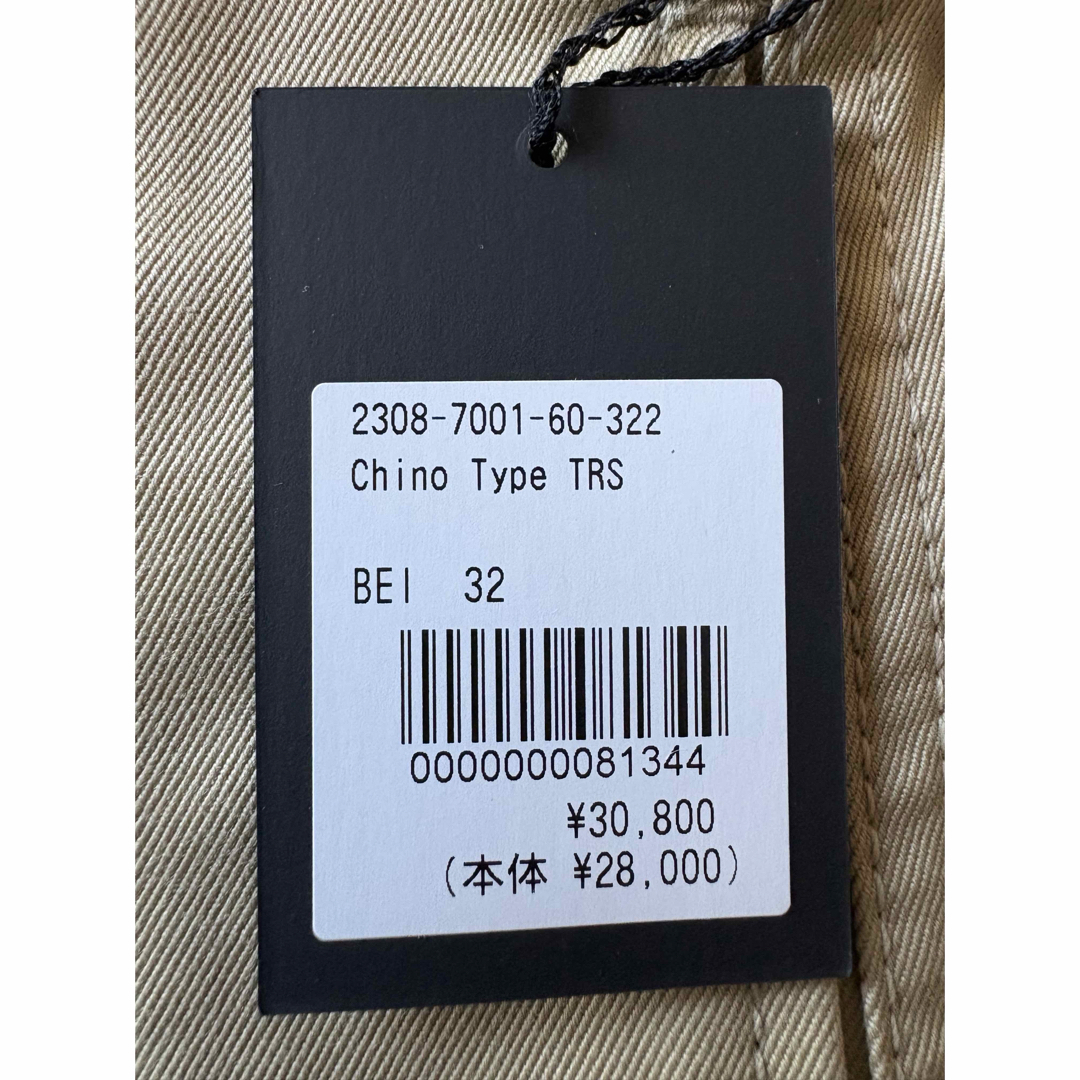 2308-7001-60-322
Chino Type TRS
BEI 32
0000000081344
¥30,800
(本体 ¥28,000)